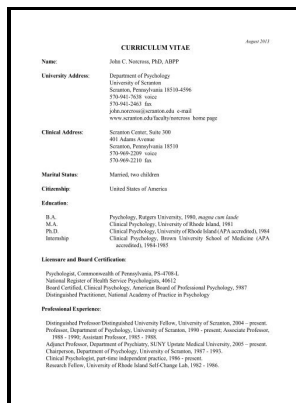 August 2013
CURRICULUM VITAE
Name: John C. Norcross, PhD, ABPP
University Address: Department of Psychology
University of Scranton
Scranton, Pennsylvania 18510-4596
570-941-7638 voice
570-941-2463 fax
john.norcross@scranton.edu e-mail
www.scranton.edu/faculty/norcross home page
Clinical Address: Scranton Center, Suite 300
401 Adams Avenue
Scranton, Pennsylvania 18510
570-969-2209 voice
570-969-2210 fax
Marital Status: Married, two children
Citizenship: United States of America
Education:
B.A. Psychology, Rutgers University, 1980, magna cum laude
M.A. Clinical Psychology, University of Rhode Island, 1981
Ph.D. Clinical Psychology, University of Rhode Island (APA accredited), 1984
Internship Clinical Psychology, Brown University School of Medicine (APA
accredited), 1984-1985
Licensure and Board Certification:
Psychologist, Commonwealth of Pennsylvania, PS-4708-L
National Register of Health Service Psychologists, 40612
Board Certified, Clinical Psychology, American Board of Professional Psychology, 1987
Distinguished Practitioner, National Academy of Practice in Psychology
Professional Experience:
Distinguished Professor/Distinguished University Fellow, University of Scranton, 2004 – present.
Professor, Department of Psychology, University of Scranton, 1990 - present; Associate Professor,
1988 - 1990; Assistant Professor, 1985 - 1988.
Adjunct Professor, Department of Psychiatry, SUNY Upstate Medical University, 2005 – present.
Chairperson, Department of Psychology, University of Scranton, 1987 - 1993.
Clinical Psychologist, part-time independent practice, 1986 - present.
Research Fellow, University of Rhode Island Self-Change Lab, 1982 - 1986.